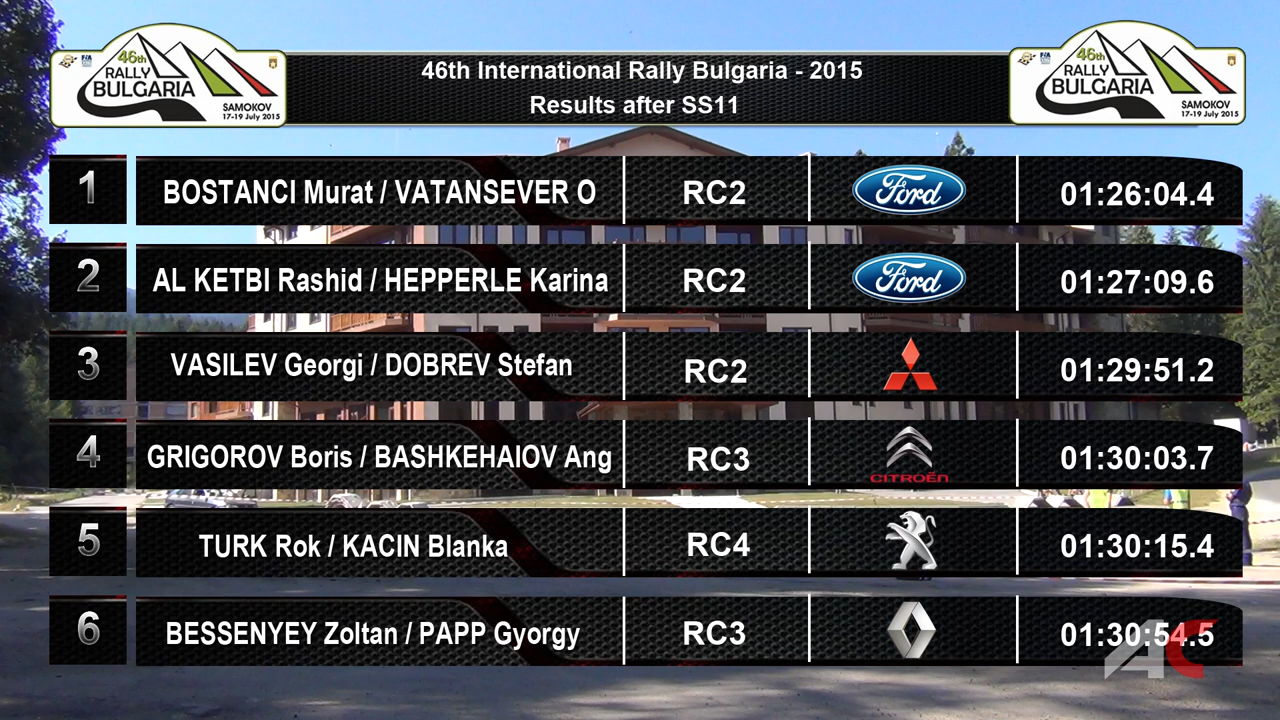 46th
RALLY
BULGARIA
SAMOKOV
17-19 July 2015
46th International Rally Bulgaria - 2015
Results after SS11
46th
RALLY
BULGARIA
SAMOKOV
17-19 July 2015
1 BOSTANCI Murat / VATANSEVER O RC2 Ford 01:26:04.4
2 AL KETBI Rashid / HEPPERLE Karina RC2 Ford 01:27:09.6
3 VASILEV Georgi / DOBREV Stefan RC2 01:29:51.2
4 GRIGOROV Boris / BASHKEHAIOV Ang RC3 CITROËN 01:30:03.7
5 TURK Rok / KACIN Blanka RC4 01:30:15.4
6 BESSENYEY Zoltan / PAPP Gyorgy RC3 01:30:54.5
AC